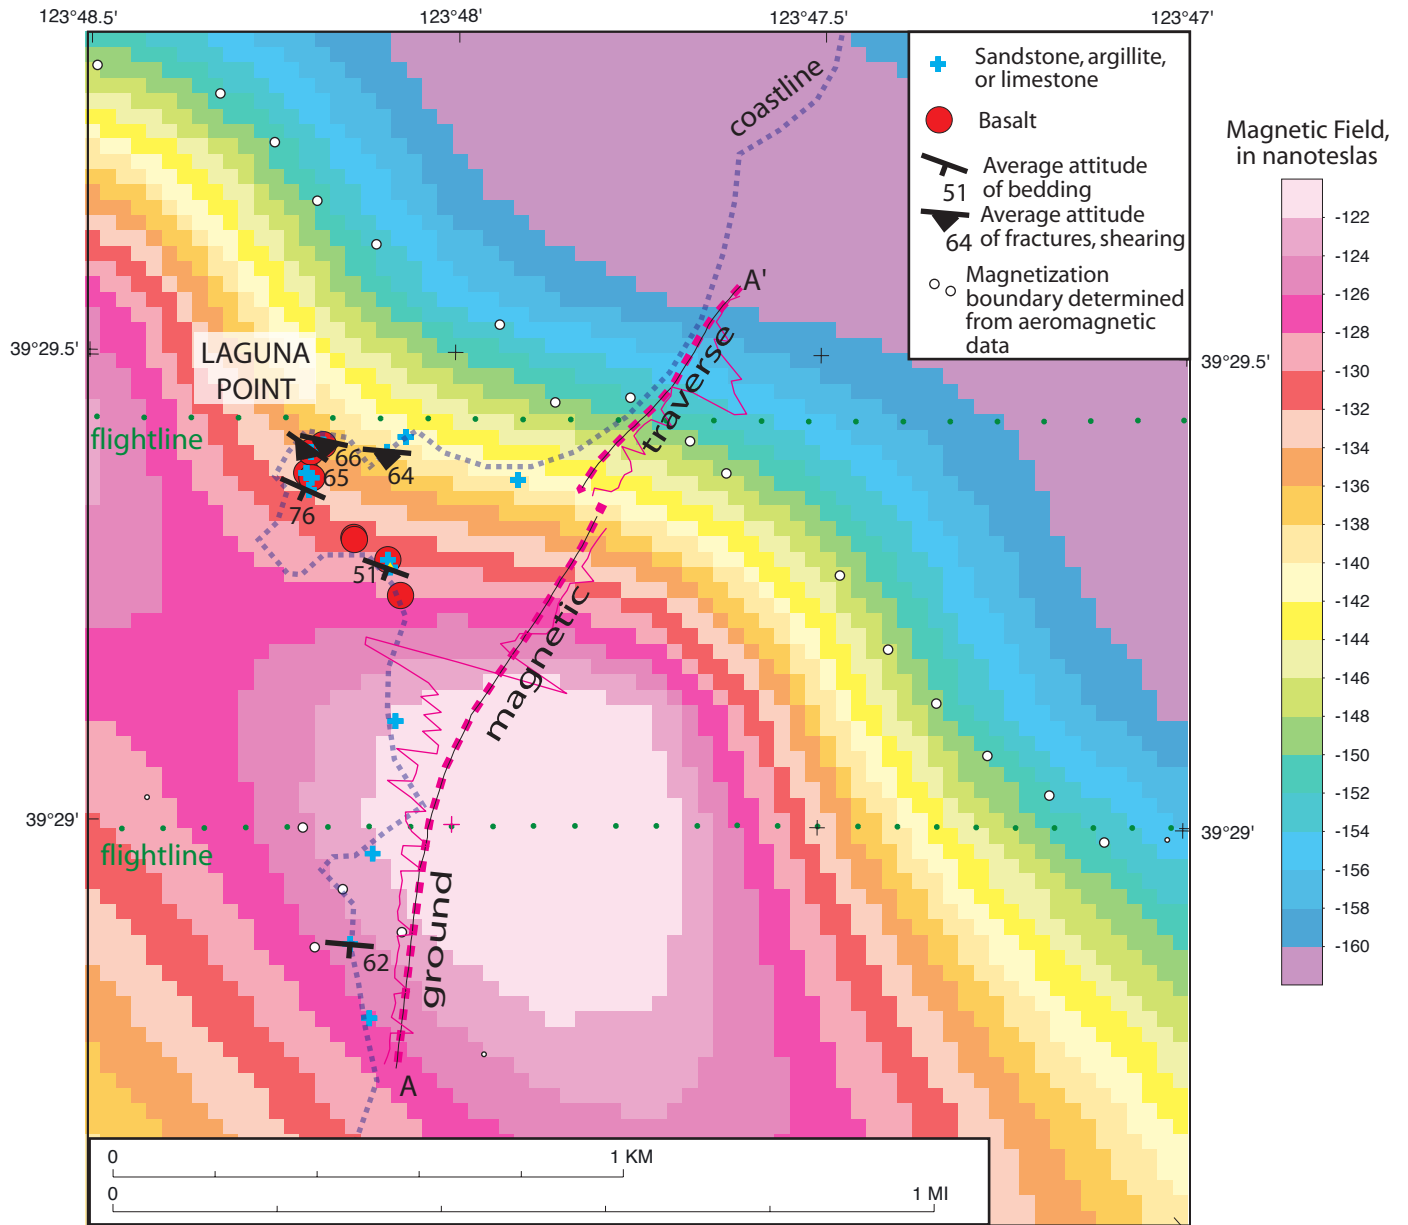 123°48.5'
123°48'
123°47.5'
123°47'
coastline
Sandstone, argillite,
or limestone
Basalt
Average attitude
of bedding
51
Average attitude
of fractures, shearing
64
Magnetization
boundary determined
from aeromagnetic
data
Magnetic Field,
in nanoteslas
-122
-124
-126
-128
-130
-132
-134
-136
-138
-140
-142
-144
-146
-148
-150
-152
-154
-156
-158
-160
A'
39°29.5'
39°29.5'
LAGUNA
POINT
traverse
flightline
66
65
64
76
51
magnetic
39°29'
39°29'
flightline
ground
62
A
0
1 KM
0
1 MI